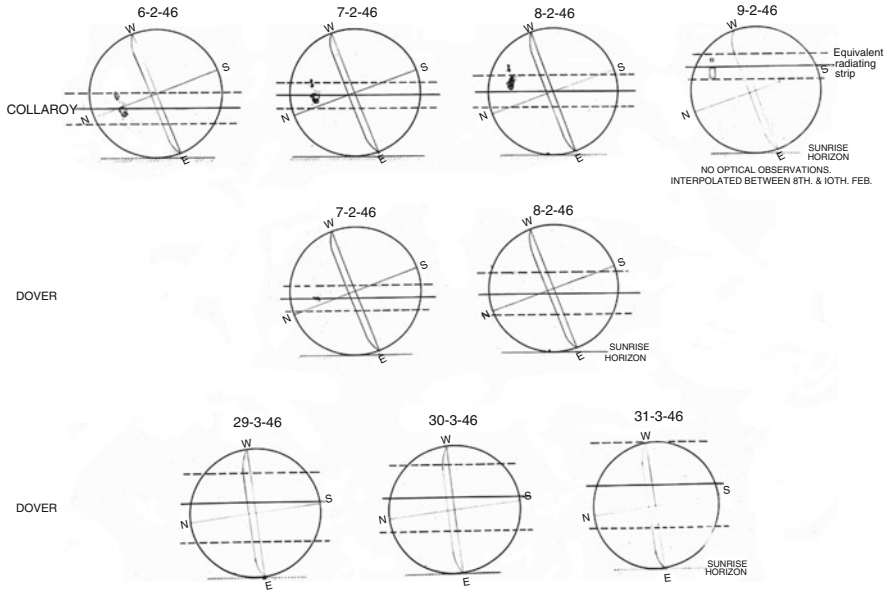 6-2-46
7-2-46
8-2-46
9-2-46
W
W
W
W
S
S
S
S
Equivalent
radiating
strip
COLLAROY
N
N
N
N
E
E
E
E
SUNRISE
HORIZON
NO OPTICAL OBSERVATIONS.
INTERPOLATED BETWEEN 8TH. & IOTH. FEB.
7-2-46
8-2-46
W
W
S
S
DOVER
N
N
E
E
SUNRISE
HORIZON
29-3-46
30-3-46
31-3-46
W
W
W
S
S
S
DOVER
N
N
N
E
E
E
SUNRISE
HORIZON